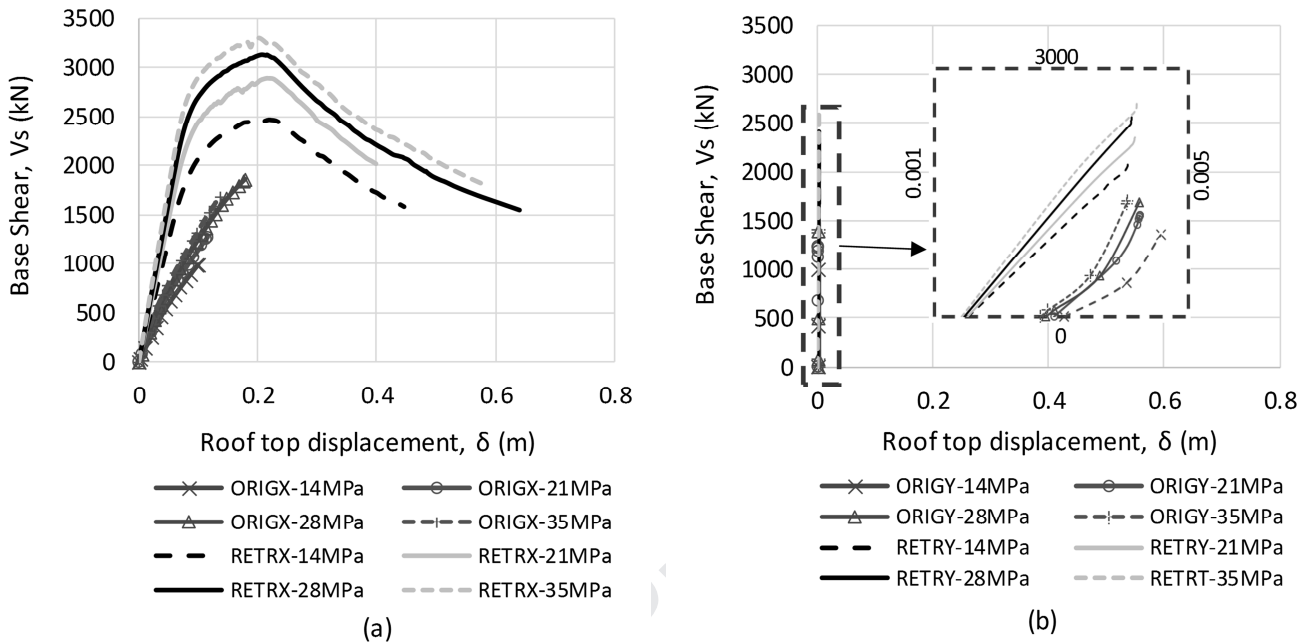 3500
3000
2500
2000
1500
1000
500
0
Base Shear, Vs (kN)
0 0.2 0.4 0.6 0.8
Roof top displacement, δ (m)
ORIGX-14MPa ORIGX-21MPa
ORIGX-28MPa ORIGX-35MPa
RETRX-14MPa RETRX-21MPa
RETRX-28MPa RETRX-35MPa
(a)
3500
3000
2500
2000
1500
1000
500
0
Base Shear, Vs (kN)
3000
0.001
0.005
0
0 0.2 0.4 0.6 0.8
Roof top displacement, δ (m)
ORIGY-14MPa ORIGY-21MPa
ORIGY-28MPa ORIGY-35MPa
RETRY-14MPa RETRY-21MPa
RETRY-28MPa RETRT-35MPa
(b)